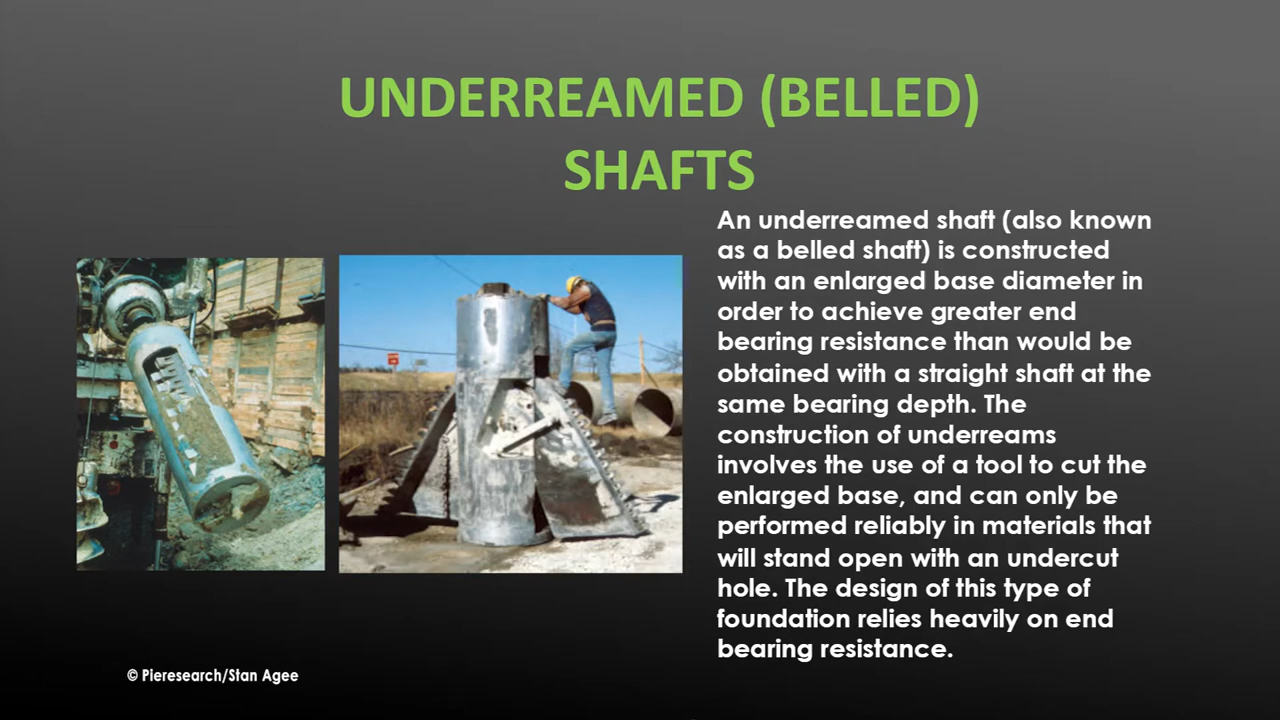 UNDERREAMED (BELLED)
SHAFTS
An underreamed shaft (also known
as a belled shaft) is constructed
with an enlarged base diameter in
order to achieve greater end
bearing resistance than would be
obtained with a straight shaft at the
same bearing depth. The
construction of underreams
involves the use of a tool to cut the
enlarged base, and can only be
performed reliably in materials that
will stand open with an undercut
hole. The design of this type of
foundation relies heavily on end
bearing resistance.
© Pieresearch/Stan Agee